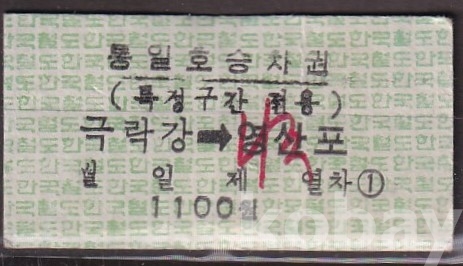 통일호승차권
(특정구간 전용)
극락강➡영산포
월 일 제 열차①
1100원
kobay